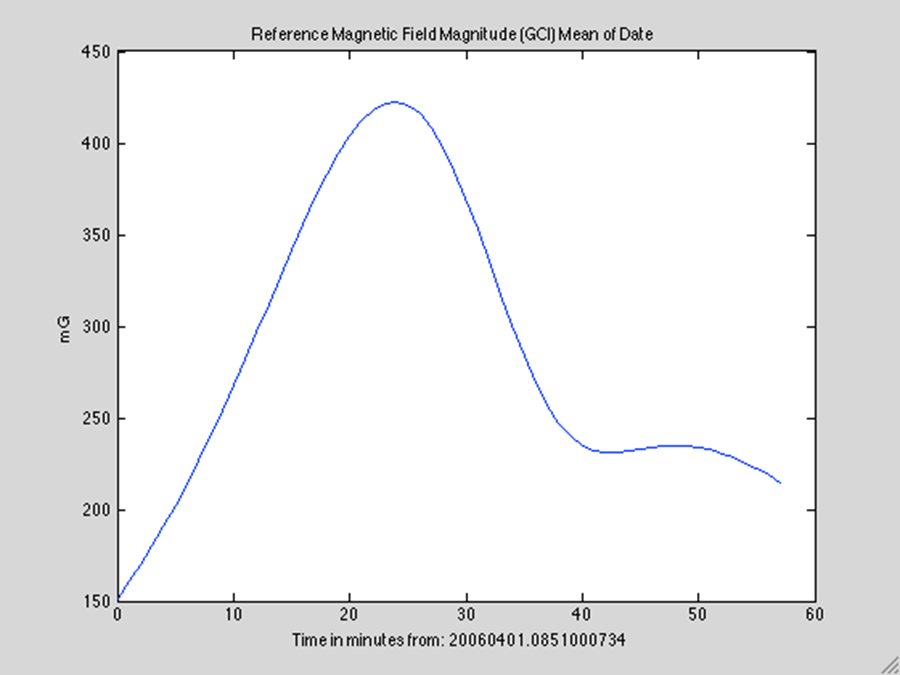 Reference Magnetic Field Magnitude (GCI) Mean of Date
450
400
350
300
250
200
150
mG
0 10 20 30 40 50 60
Time in minutes from: 20060401.0851000734